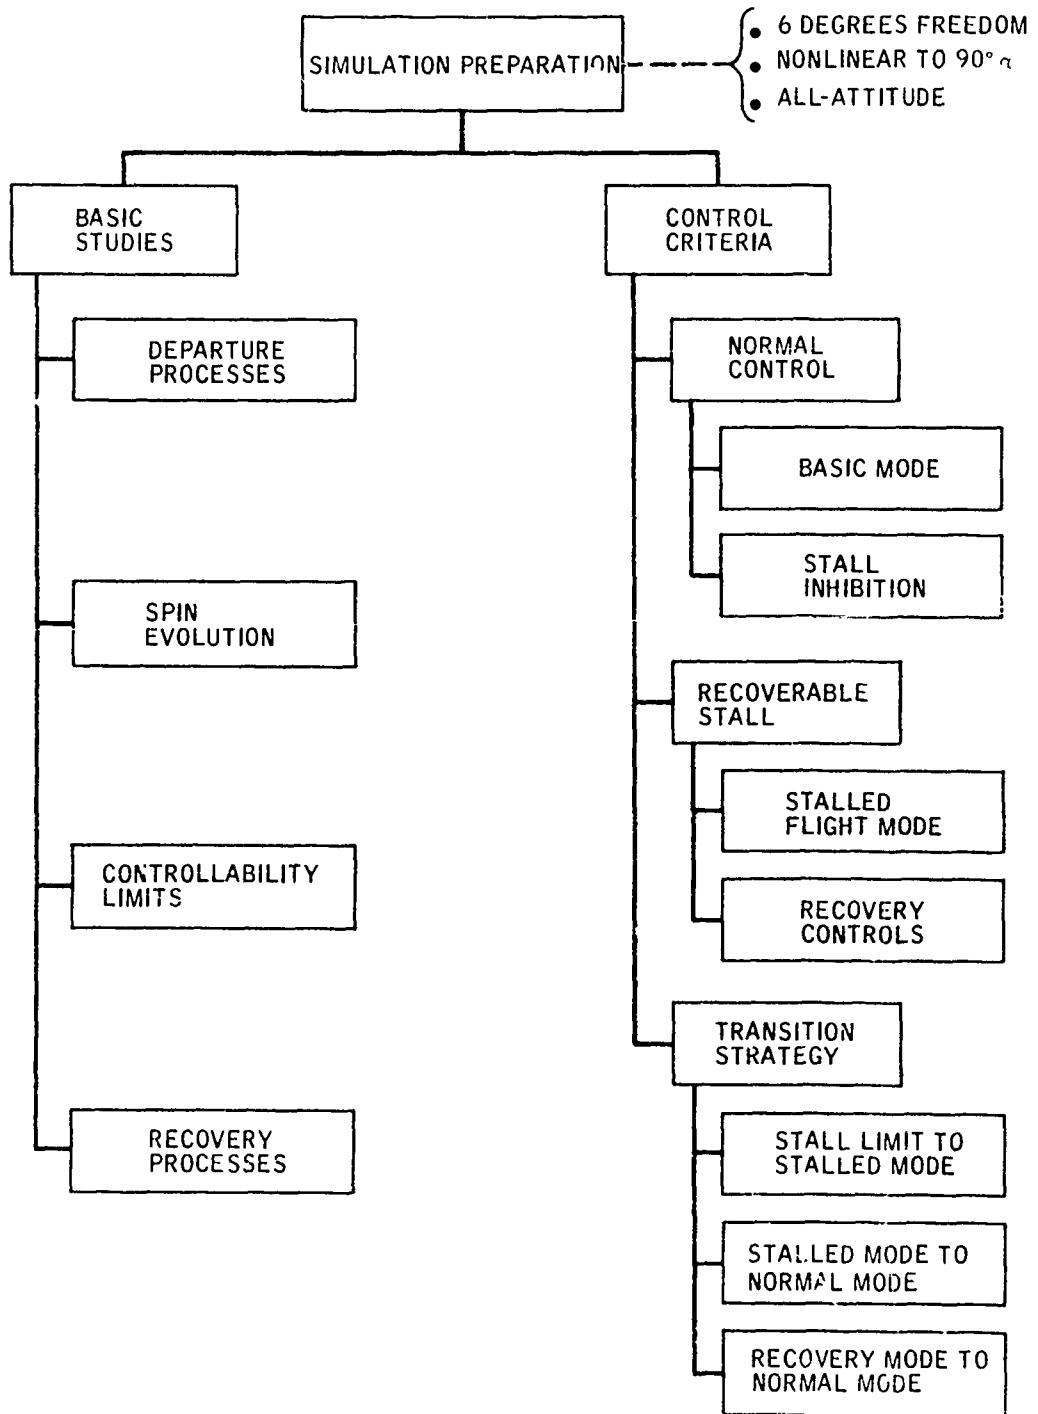 SIMULATION PREPARATION
• 6 DEGREES FREEDOM
• NONLINEAR TO 90° α
• ALL-ATTITUDE
BASIC
STUDIES
DEPARTURE
PROCESSES
SPIN
EVOLUTION
CONTROLLABILITY
LIMITS
RECOVERY
PROCESSES
CONTROL
CRITERIA
NORMAL
CONTROL
BASIC MODE
STALL
INHIBITION
RECOVERABLE
STALL
STALLED
FLIGHT MODE
RECOVERY
CONTROLS
TRANSITION
STRATEGY
STALL LIMIT TO
STALLED MODE
STALLED MODE TO
NORMAL MODE
RECOVERY MODE TO
NORMAL MODE